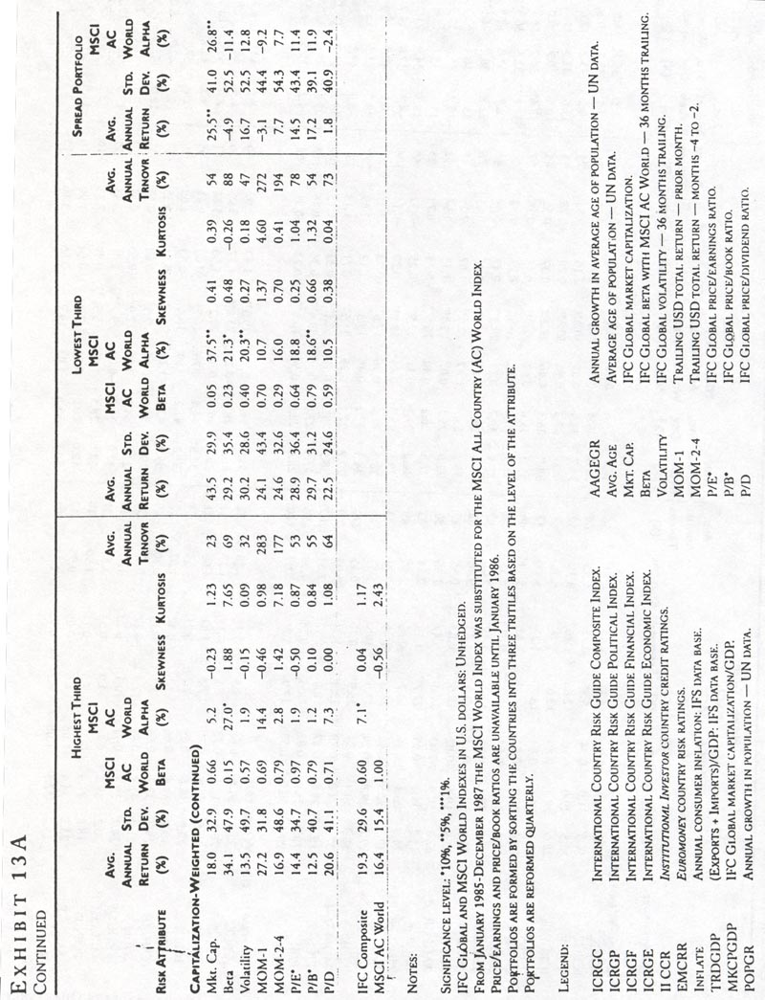 EXHIBIT 13A
CONTINUED
HIGHEST THIRD LOWEST THIRD SPREAD PORTFOLIO
MSCI MSCI MSCI
AVG. MSCI AC AVG. AVG. MSCI AC AVG. AVG. AC
ANNUAL STD. AC WORLD ANNUAL ANNUAL STD. AC WORLD ANNUAL ANNUAL STD. WORLD
RETURN DEV. WORLD ALPHA TRNOVR RETURN DEV. WORLD ALPHA TRNOVR RETURN DEV. ALPHA
RISK ATTRIBUTE (%) (%) BETA (%) SKEWNESS KURTOSIS (%) (%) (%) BETA (%) SKEWNESS KURTOSIS (%) (%) (%) (%)
CAPITALIZATION-WEIGHTED (CONTINUED)
Mkt. Cap. 18.0 32.9 0.66 5.2 −0.23 1.23 23 43.5 29.9 0.05 37.5** 0.41 0.39 54 25.5** 41.0 26.8**
Beta 34.1 47.9 0.15 27.0* 1.88 7.65 69 29.2 35.4 0.23 21.3* 0.48 −0.26 88 −4.9 52.5 −11.4
Volatility 13.5 49.7 0.57 1.9 −0.15 0.09 32 30.2 28.6 0.40 20.3** 0.27 0.18 47 16.7 52.5 12.8
MOM-1 27.2 31.8 0.69 14.4 −0.46 0.98 283 24.1 43.4 0.70 10.7 1.37 4.60 272 −3.1 44.4 −9.2
MOM-2-4 16.9 48.6 0.79 2.8 1.42 7.18 177 24.6 32.6 0.29 16.0 0.70 0.41 194 7.7 54.3 7.7
P/E* 14.4 34.7 0.97 1.9 −0.50 0.87 53 28.9 36.4 0.64 18.8 0.25 1.04 78 14.5 43.4 11.4
P/B* 12.5 40.7 0.79 1.2 0.10 0.84 55 29.7 31.2 0.79 18.6** 0.66 1.32 54 17.2 39.1 11.9
P/D 20.6 41.1 0.71 7.3 0.00 1.08 64 22.5 24.6 0.59 10.5 0.38 0.04 73 1.8 40.9 −2.4
IFC Composite 19.3 29.6 0.60 7.1* 0.04 1.17
MSCI AC World 16.4 15.4 1.00 −0.56 2.43
NOTES:
SIGNIFICANCE LEVEL: *10%, **5%, ***1%.
IFC GLOBAL AND MSCI WORLD INDEXES IN U.S. DOLLARS: UNHEDGED.
FROM JANUARY 1985-DECEMBER 1987 THE MSCI WORLD INDEX WAS SUBSTITUTED FOR THE MSCI ALL COUNTRY (AC) WORLD INDEX.
PRICE/EARNINGS AND PRICE/BOOK RATIOS ARE UNAVAILABLE UNTIL JANUARY 1986.
PORTFOLIOS ARE FORMED BY SORTING THE COUNTRIES INTO THREE TRITILES BASED ON THE LEVEL OF THE ATTRIBUTE.
PORTFOLIOS ARE REFORMED QUARTERLY.
LEGEND:
ICRGC INTERNATIONAL COUNTRY RISK GUIDE COMPOSITE INDEX.
ICRGP INTERNATIONAL COUNTRY RISK GUIDE POLITICAL INDEX.
ICRGF INTERNATIONAL COUNTRY RISK GUIDE FINANCIAL INDEX.
ICRGE INTERNATIONAL COUNTRY RISK GUIDE ECONOMIC INDEX.
II CCR Institutional Investor COUNTRY CREDIT RATINGS.
EMCRR Euromoney COUNTRY RISK RATINGS.
INFLATE ANNUAL CONSUMER INFLATION: IFS DATA BASE.
TRDGDP (EXPORTS + IMPORTS)/GDP: IFS DATA BASE.
MKCPGDP IFC GLOBAL MARKET CAPITALIZATION/GDP.
POPGR ANNUAL GROWTH IN POPULATION — UN DATA.
AAGEGR ANNUAL GROWTH IN AVERAGE AGE OF POPULATION — UN DATA.
AVG. AGE AVERAGE AGE OF POPULATION — UN DATA.
MKT. CAP. IFC GLOBAL MARKET CAPITALIZATION.
BETA IFC GLOBAL BETA WITH MSCI AC WORLD — 36 MONTHS TRAILING.
VOLATILITY IFC GLOBAL VOLATILITY — 36 MONTHS TRAILING.
MOM-1 TRAILING USD TOTAL RETURN — PRIOR MONTH.
MOM-2-4 TRAILING USD TOTAL RETURN — MONTHS −4 TO −2.
P/E* IFC GLOBAL PRICE/EARNINGS RATIO.
P/B* IFC GLOBAL PRICE/BOOK RATIO.
P/D IFC GLOBAL PRICE/DIVIDEND RATIO.